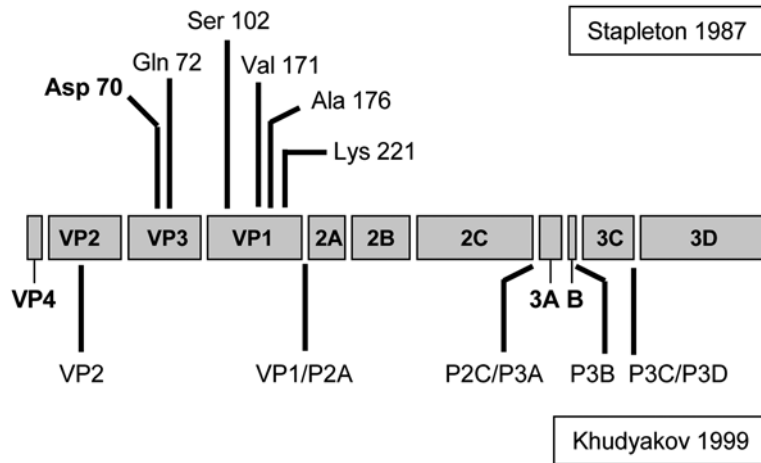 Ser 102
Stapleton 1987
Gln 72
Val 171
Asp 70
Ala 176
Lys 221
VP2 VP3 VP1 2A 2B 2C 3C 3D
VP4 3A B
VP2 VP1/P2A P2C/P3A P3B P3C/P3D
Khudyakov 1999